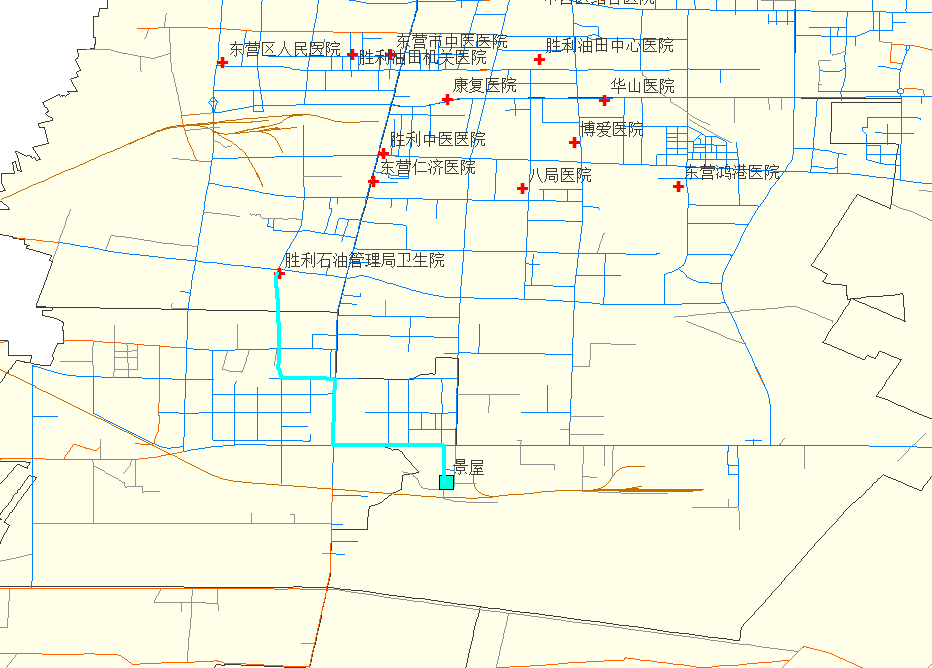 东营区人民医院
东营市中医医院
胜利油田机关医院
胜利油田中心医院
康复医院
华山医院
博爱医院
胜利中医医院
东营仁济医院
八局医院
东营鸿港医院
胜利石油管理局卫生院
景屋